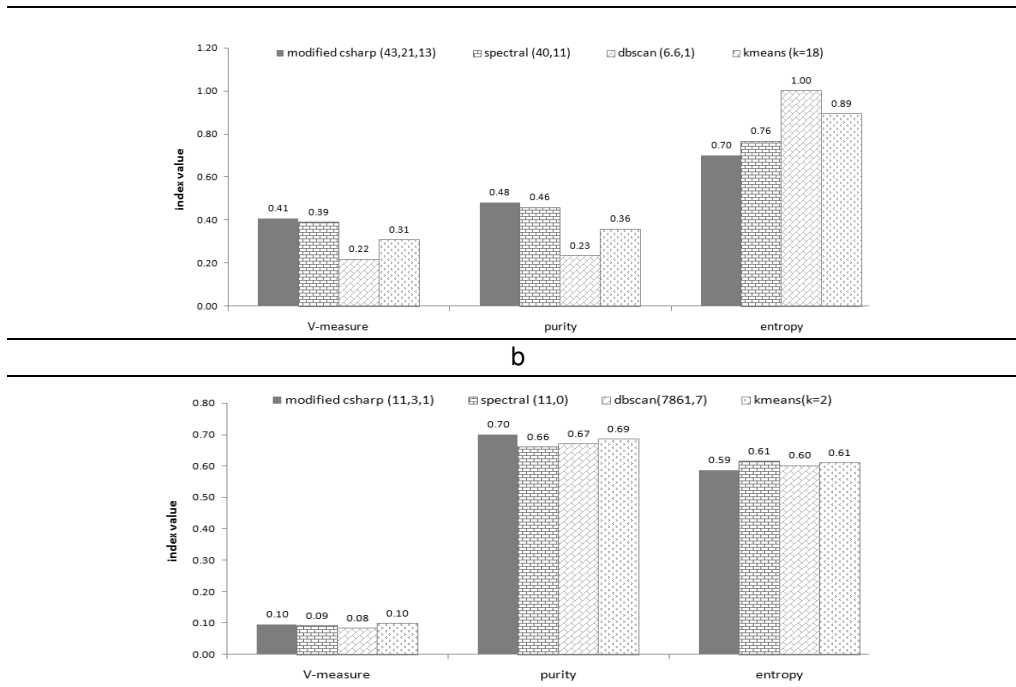 modified csharp (43,21,13) spectral (40,11) dbscan (6.6,1) kmeans (k=18)
1.20
1.00
0.80
0.60
0.40
0.20
0.00
index value
0.41 0.39 0.22 0.31
0.48 0.46 0.23 0.36
0.70 0.76 1.00 0.89
V-measure purity entropy
b
modified csharp (11,3,1) spectral (11,0) dbscan(7861,7) kmeans(k=2)
0.80
0.70
0.60
0.50
0.40
0.30
0.20
0.10
0.00
index value
0.10 0.09 0.08 0.10
0.70 0.66 0.67 0.69
0.59 0.61 0.60 0.61
V-measure purity entropy